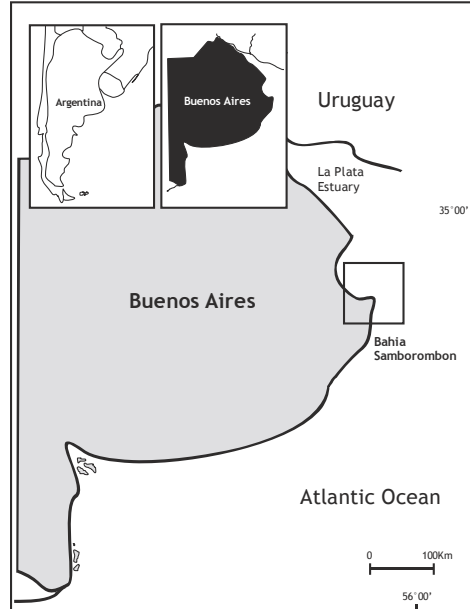 Argentina
Buenos Aires
Uruguay
La Plata
Estuary
35°00'
Buenos Aires
Bahia
Samborombon
Atlantic Ocean
0 100Km
56°00'